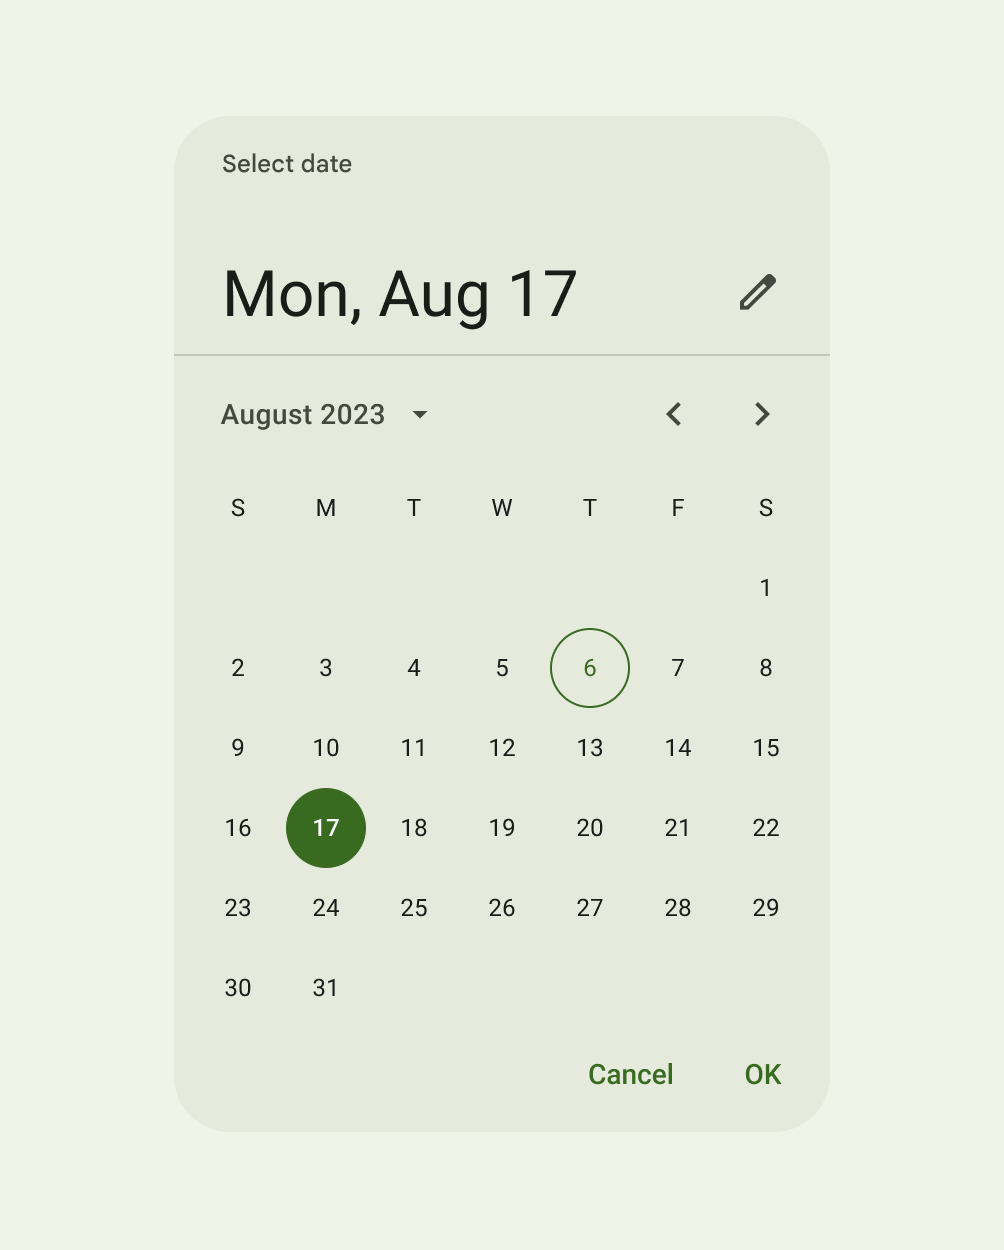 Select date
Mon, Aug 17
August 2023
S M T W T F S
1
2 3 4 5 6 7 8
9 10 11 12 13 14 15
16 17 18 19 20 21 22
23 24 25 26 27 28 29
30 31
Cancel OK